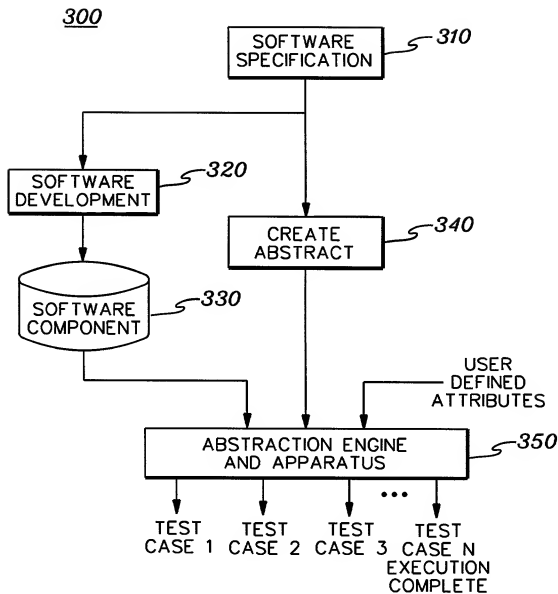 300
SOFTWARE
SPECIFICATION
310
SOFTWARE
DEVELOPMENT
320
CREATE
ABSTRACT
340
SOFTWARE
COMPONENT
330
USER
DEFINED
ATTRIBUTES
ABSTRACTION ENGINE
AND APPARATUS
350
TEST
CASE 1
TEST
CASE 2
TEST
CASE 3
•••
TEST
CASE N
EXECUTION
COMPLETE